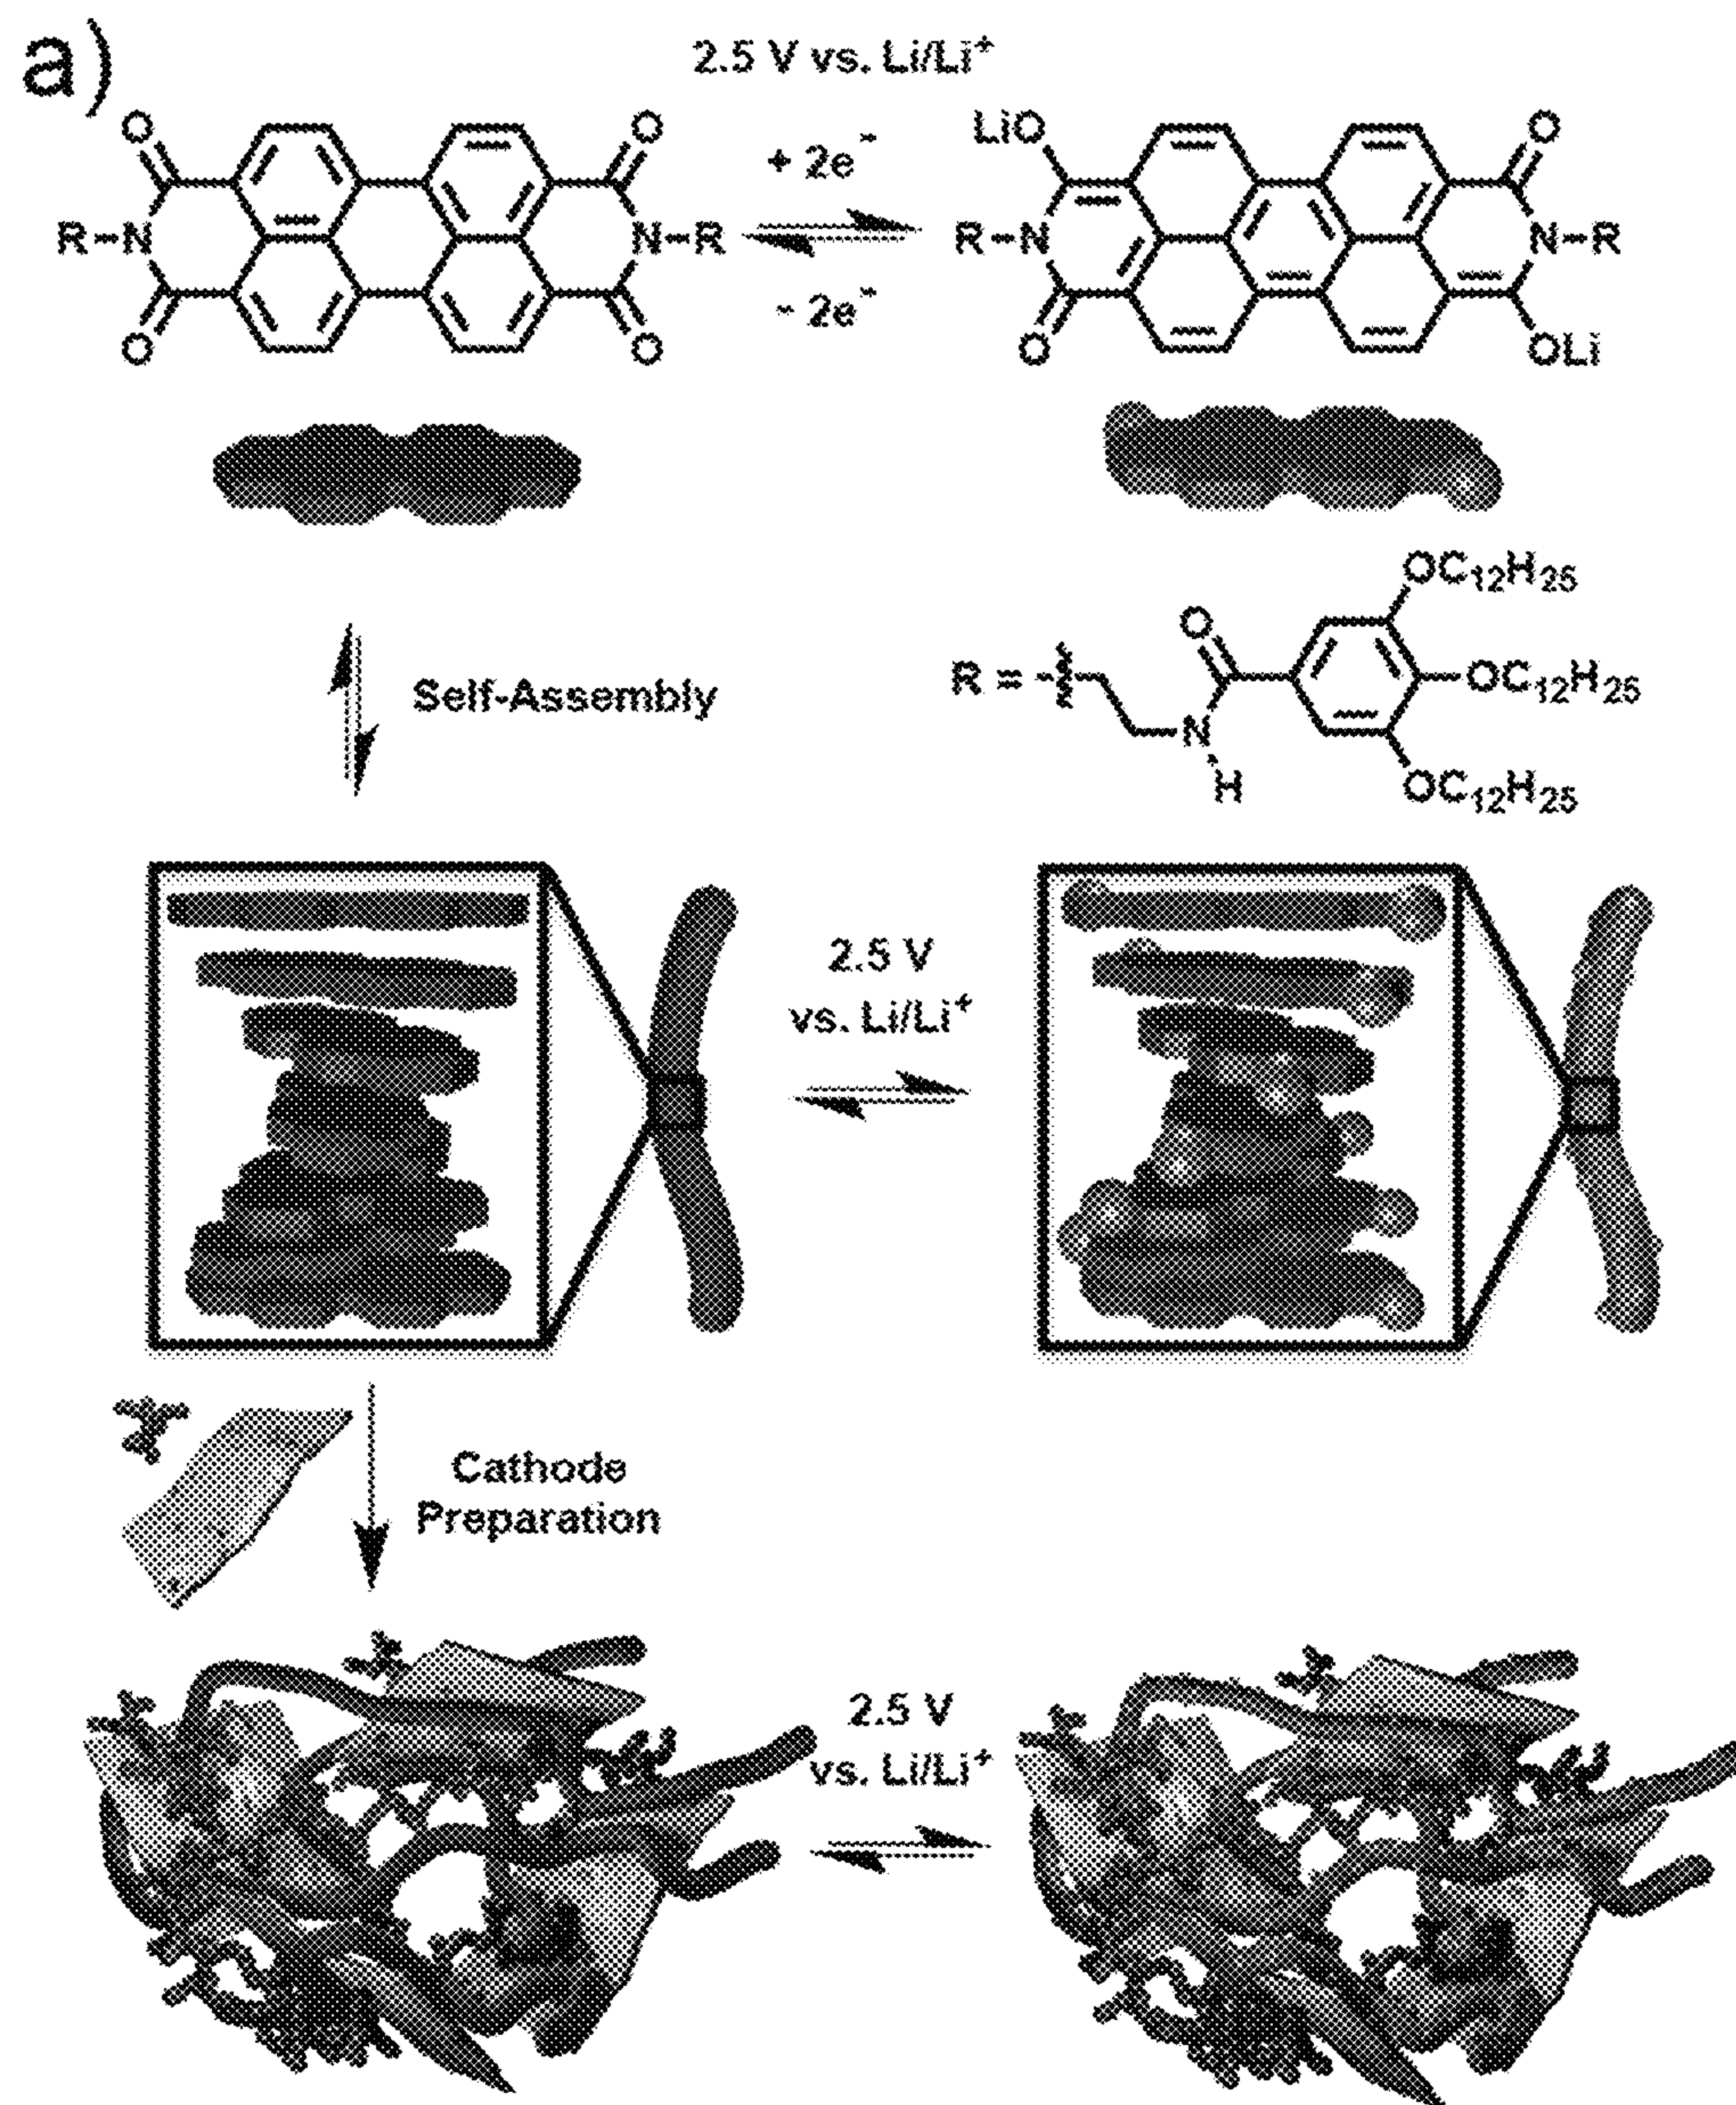 a)
2.5 V vs. Li/Li⁺
+ 2e⁻
- 2e⁻
O
O
R-N
N-R
O
O
LiO
O
R-N
N-R
O
OLi
Self-Assembly
R =
O
N
H
OC₁₂H₂₅
OC₁₂H₂₅
OC₁₂H₂₅
2.5 V
vs. Li/Li⁺
Cathode
Preparation
2.5 V
vs. Li/Li⁺